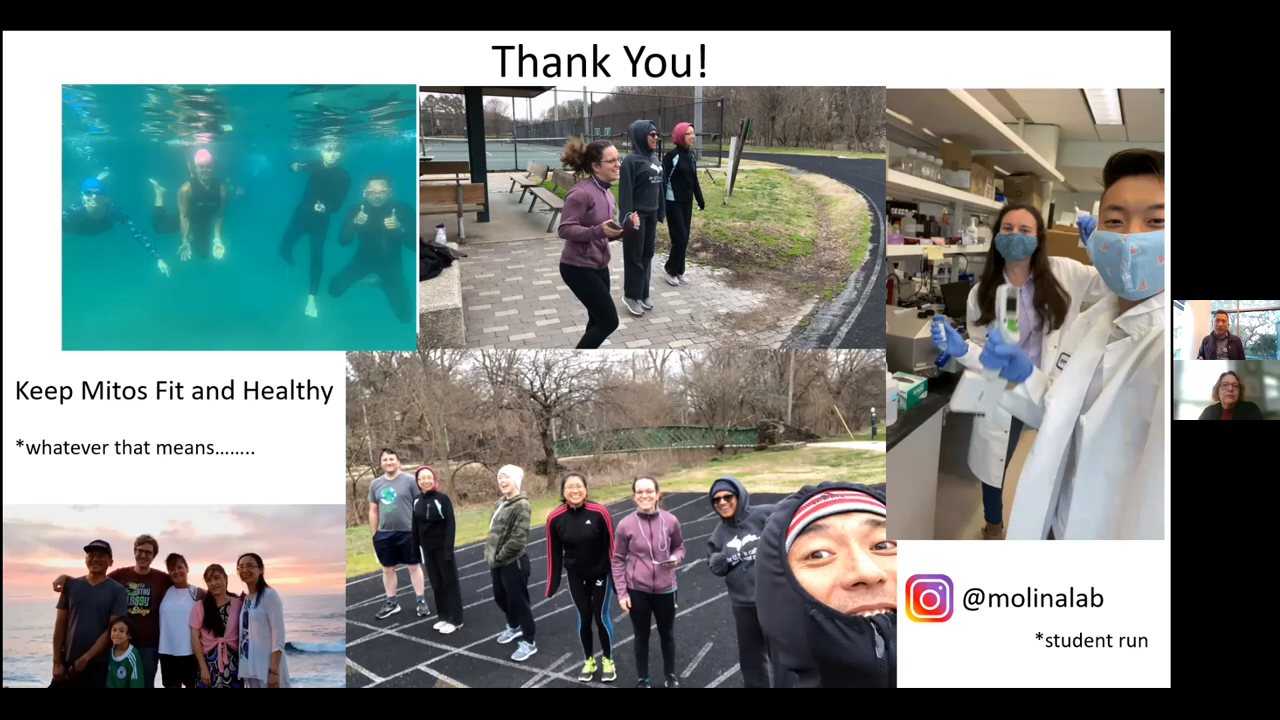 Thank You!
Keep Mitos Fit and Healthy
*whatever that means........
@molinalab
*student run